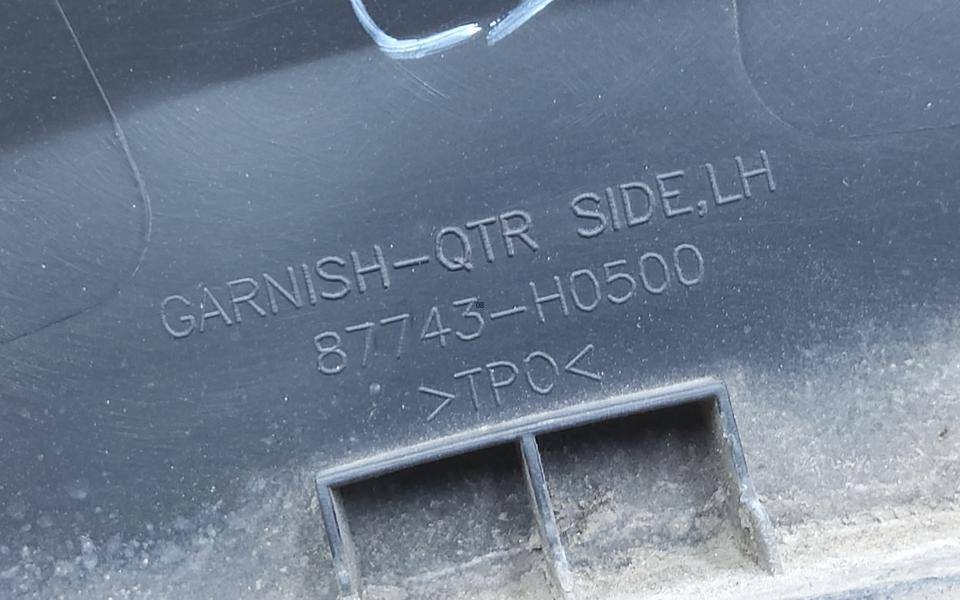 GARNISH-QTR SIDE,LH
87743-H0500
>TPO<